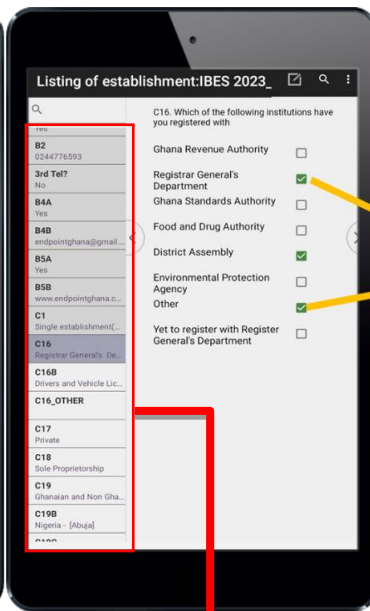 Listing of establishment:IBES 2023_
Yes
B2
0244776593
3rd Tel?
No
B4A
Yes
B4B
endpointghana@gmail...
B5A
Yes
B5B
www.endpointghana.c...
C1
Single establishment(...
C16
Registrar General's De...
C16B
Drivers and Vehicle Lic...
C16_OTHER
C17
Private
C18
Sole Proprietorship
C19
Ghanaian and Non Gha...
C19B
Nigeria - [Abuja]
C16. Which of the following institutions have
you registered with
Ghana Revenue Authority
Registrar General's
Department
Ghana Standards Authority
Food and Drug Authority
District Assembly
Environmental Protection
Agency
Other
Yet to register with Register
General's Department